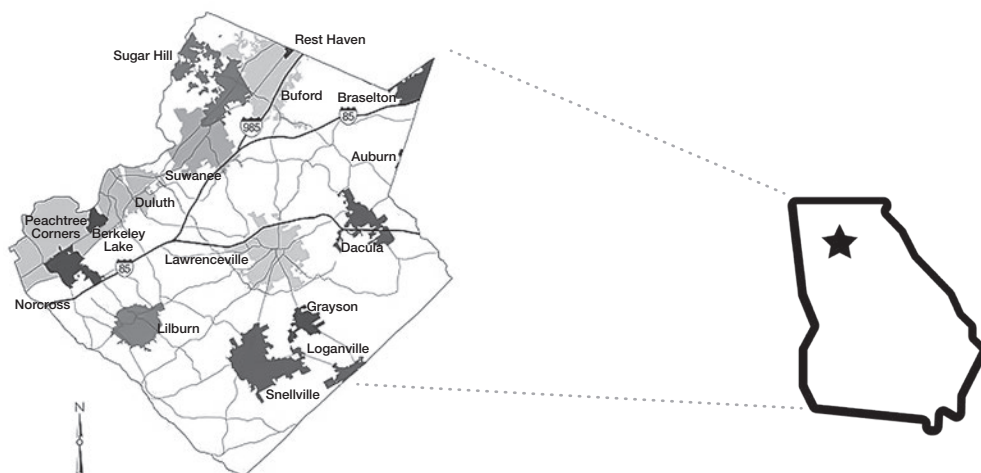 Rest Haven
Sugar Hill
Buford
Braselton
985
85
Auburn
Suwanee
Duluth
Peachtree
Corners
Berkeley
Lake
Dacula
Lawrenceville
85
Norcross
Grayson
Lilburn
Loganville
Snellville
N